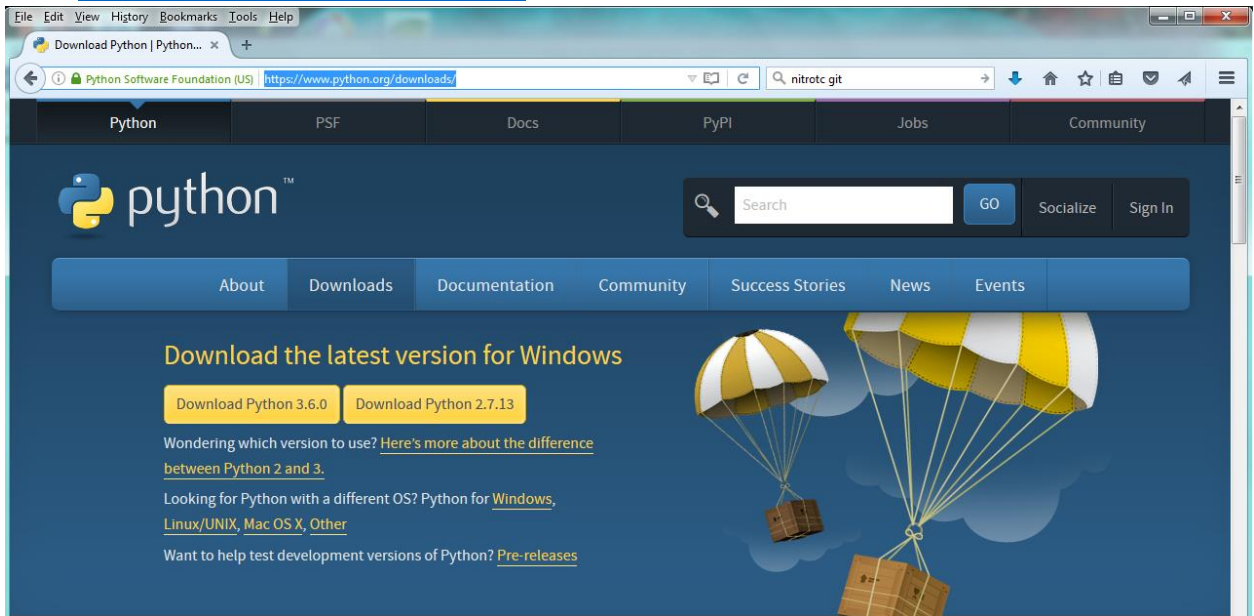 File Edit View History Bookmarks Tools Help
Download Python | Python... × +
Python Software Foundation (US) https://www.python.org/downloads/ nitrotc git
Python PSF Docs PyPI Jobs Community
python™
Search GO Socialize Sign In
About Downloads Documentation Community Success Stories News Events
Download the latest version for Windows
Download Python 3.6.0 Download Python 2.7.13
Wondering which version to use? Here's more about the difference
between Python 2 and 3.
Looking for Python with a different OS? Python for Windows,
Linux/UNIX, Mac OS X, Other
Want to help test development versions of Python? Pre-releases